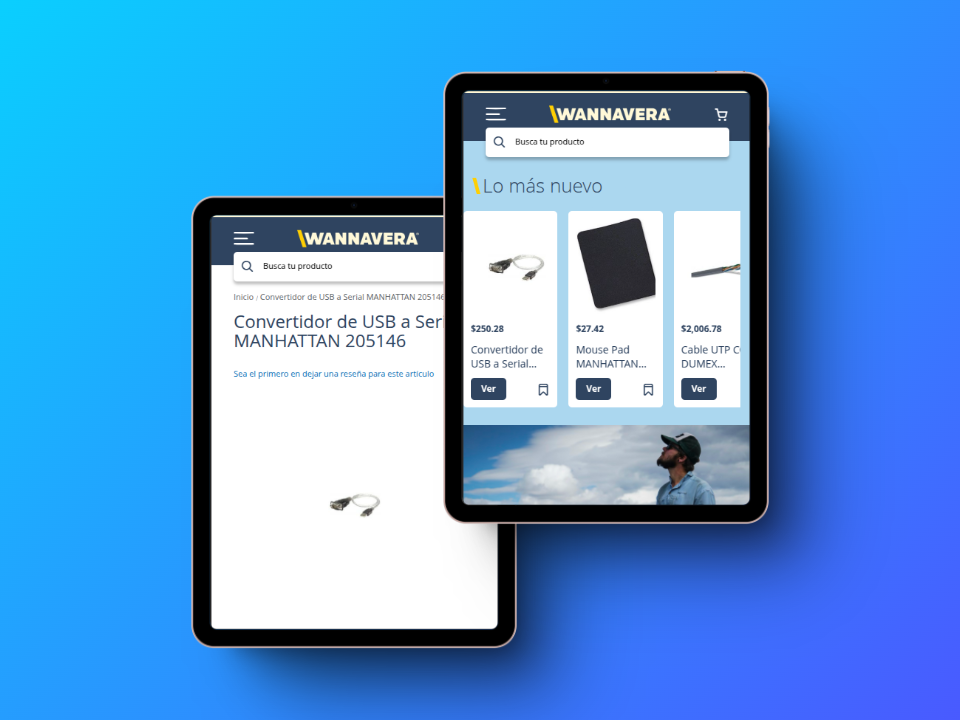 WANNAVERA
Busca tu producto
Inicio / Convertidor de USB a Serial MANHATTAN 205146
Convertidor de USB a Seri
MANHATTAN 205146
Sea el primero en dejar una reseña para este artículo
WANNAVERA
Busca tu producto
Lo más nuevo
$250.28
Convertidor de
USB a Serial...
Ver
$27.42
Mouse Pad
MANHATTAN...
Ver
$2,006.78
Cable UTP C
DUMEX...
Ver